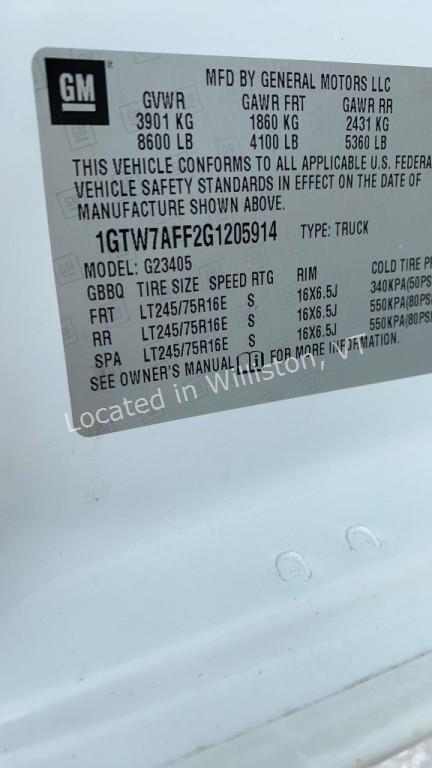 GM
MFD BY GENERAL MOTORS LLC
GVWR GAWR FRT GAWR RR
3901 KG 1860 KG 2431 KG
8600 LB 4100 LB 5360 LB
THIS VEHICLE CONFORMS TO ALL APPLICABLE U.S. FEDERA
VEHICLE SAFETY STANDARDS IN EFFECT ON THE DATE OF
MANUFACTURE SHOWN ABOVE.
1GTW7AFF2G1205914 TYPE: TRUCK
MODEL: G23405
GBBQ TIRE SIZE SPEED RTG RIM COLD TIRE P
FRT LT245/75R16E S 16X6.5J 340KPA(50PS
RR LT245/75R16E S 16X6.5J 550KPA(80PS
SPA LT245/75R16E S 16X6.5J 550KPA(80PS
SEE OWNER'S MANUAL FOR MORE INFORMATION.
Located in Williston, VT